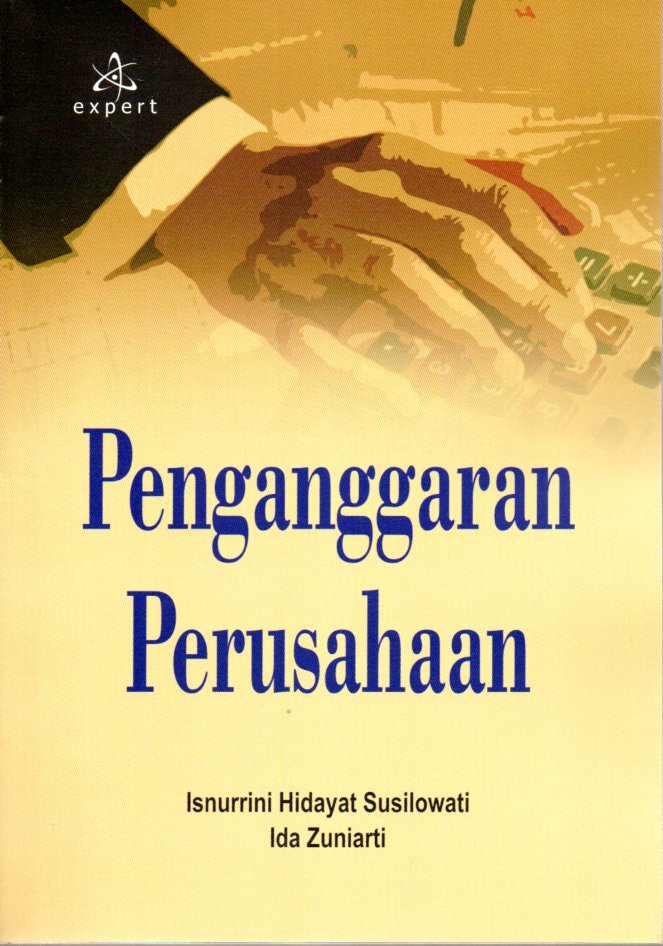 expert
Penganggaran
Perusahaan
Isnurrini Hidayat Susilowati
Ida Zuniarti